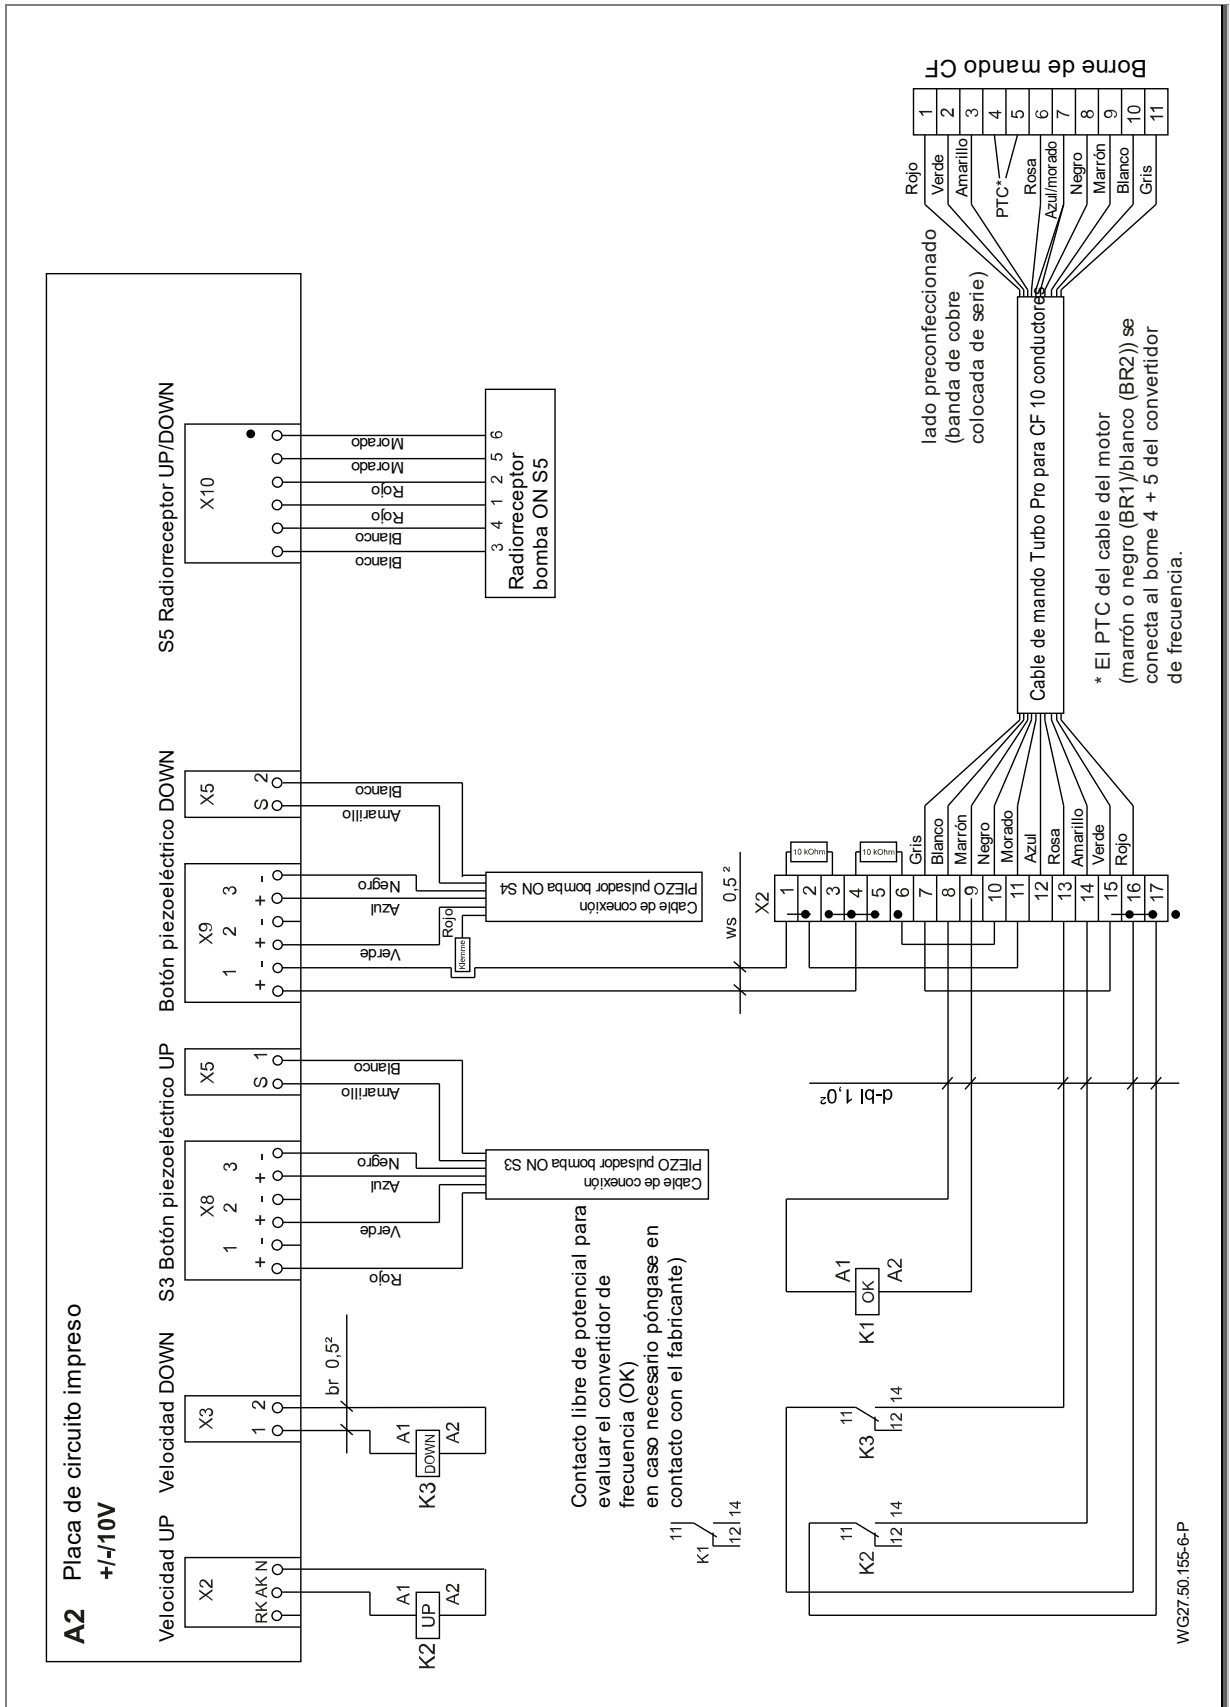 A2 Placa de circuito impreso
+/-/10V
Velocidad UP
X2
RK AK N
Velocidad DOWN
X3
1 2
S3 Botón piezoeléctrico UP
X8
1 2 3
+ - + - + -
X5
S 1
Botón piezoeléctrico DOWN
X9
1 2 3
+ - + - + -
X5
S 2
S5 Radiorreceptor UP/DOWN
X10
br 0,5²
A1
K2 UP
A2
A1
K3 DOWN
A2
Rojo
Verde
Azul
Negro
Amarillo
Blanco
Cable de conexión
PIEZO pulsador bomba ON S3
Verde
Rojo
Klemme
Azul
Negro
Amarillo
Blanco
Cable de conexión
PIEZO pulsador bomba ON S4
Blanco
Blanco
Rojo
Rojo
Morado
Morado
3 4 1 2 5 6
Radiorreceptor
bomba ON S5
Contacto libre de potencial para
evaluar el convertidor de
frecuencia (OK)
en caso necesario póngase en
contacto con el fabricante)
11
K1
12 14
ws 0,5 ²
X2
1
2
3
4
5
6
7
8
9
10
11
12
13
14
15
16
17
10 kOhm
10 kOhm
Gris
Blanco
Marrón
Negro
Morado
Azul
Rosa
Amarillo
Verde
Rojo
d-bl 1,0²
A1
K1 OK
A2
11
K3
12 14
11
K2
12 14
Cable de mando Turbo Pro para CF 10 conductores
lado preconfeccionado
(banda de cobre
colocada de serie)
Rojo
Verde
Amarillo
PTC*
Rosa
Azul/morado
Negro
Marrón
Blanco
Gris
1
2
3
4
5
6
7
8
9
10
11
Borne de mando CF
* El PTC del cable del motor
(marrón o negro (BR1)/blanco (BR2)) se
conecta al borne 4 + 5 del convertidor
de frecuencia.
WG27.50.155-6-P